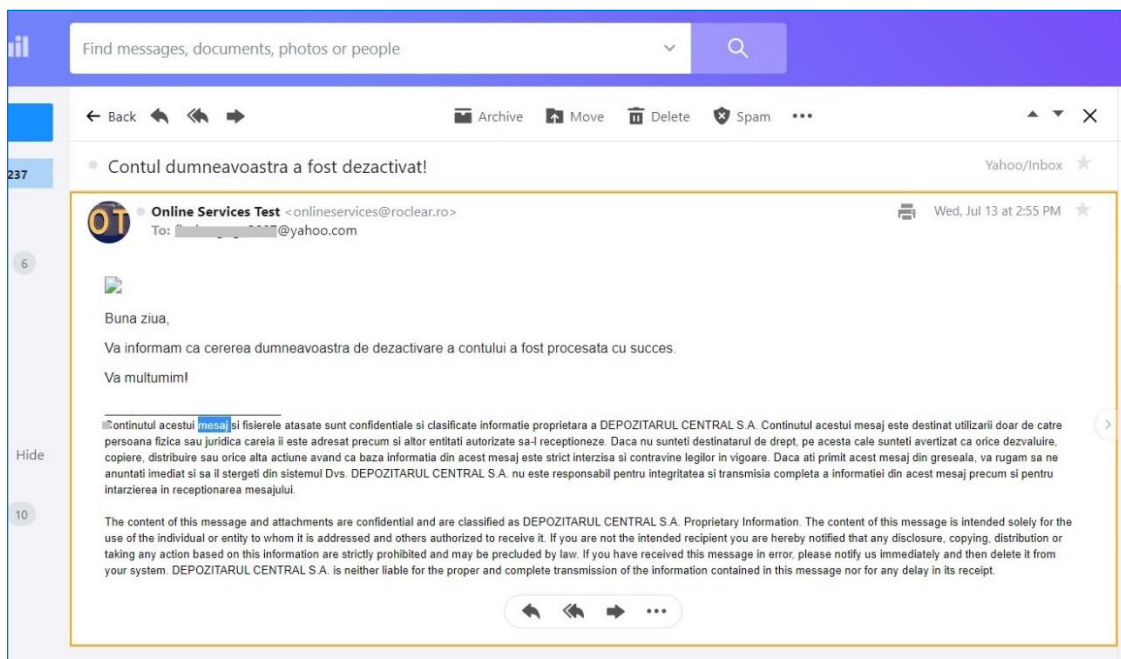 ail
Find messages, documents, photos or people
Back Archive Move Delete Spam
237
Contul dumneavoastra a fost dezactivat!
Yahoo/Inbox
OT
Online Services Test <onlineservices@roclear.ro>
Wed, Jul 13 at 2:55 PM
To: @yahoo.com
6
Buna ziua,
Va informam ca cererea dumneavoastra de dezactivare a contului a fost procesata cu succes.
Va multumim!
Continutul acestui mesaj si fisierele atasate sunt confidentiale si clasificate informatie proprietara a DEPOZITARUL CENTRAL S.A. Continutul acestui mesaj este destinat utilizarii doar de catre
persoana fizica sau juridica careia ii este adresat precum si altor entitati autorizate sa-l receptioneze. Daca nu sunteti destinatarul de drept, pe acesta cale sunteti avertizat ca orice dezvaluire,
copiere, distribuire sau orice alta actiune avand ca baza informatia din acest mesaj este strict interzisa si contravine legilor in vigoare. Daca ati primit acest mesaj din greseala, va rugam sa ne
anuntati imediat si sa il stergeti din sistemul Dvs. DEPOZITARUL CENTRAL S.A. nu este responsabil pentru integritatea si transmisia completa a informatiei din acest mesaj precum si pentru
intarzierea in receptionarea mesajului.
Hide
10
The content of this message and attachments are confidential and are classified as DEPOZITARUL CENTRAL S.A. Proprietary Information. The content of this message is intended solely for the
use of the individual or entity to whom it is addressed and others authorized to receive it. If you are not the intended recipient you are hereby notified that any disclosure, copying, distribution or
taking any action based on this information are strictly prohibited and may be precluded by law. If you have received this message in error, please notify us immediately and then delete it from
your system. DEPOZITARUL CENTRAL S.A. is neither liable for the proper and complete transmission of the information contained in this message nor for any delay in its receipt.